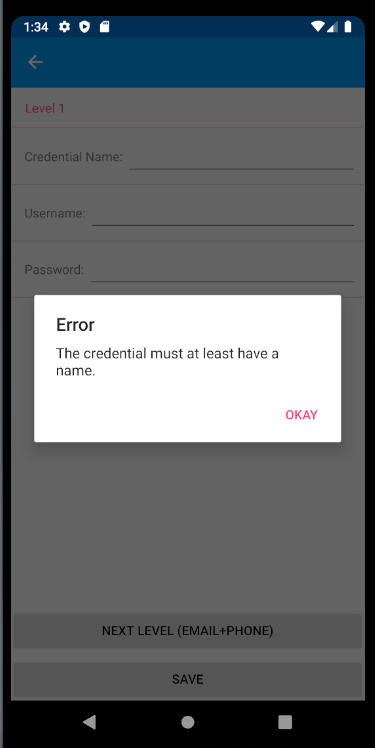 1:34
Level 1
Credential Name:
Username:
Password:
Error
The credential must at least have a
name.
OKAY
NEXT LEVEL (EMAIL+PHONE)
SAVE